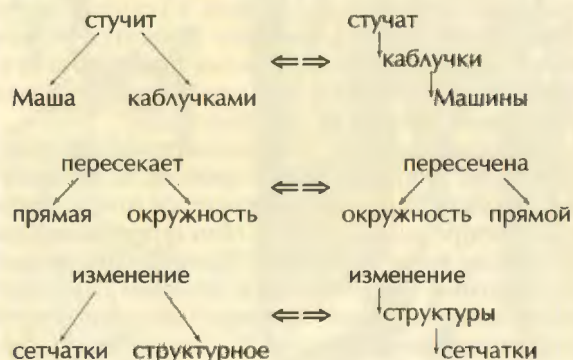 стучит стучат
каблучки
Маша каблучками Машины
пересекает пересечена
прямая окружность окружность прямой
изменение изменение
структуры
сетчатки структурное сетчатки